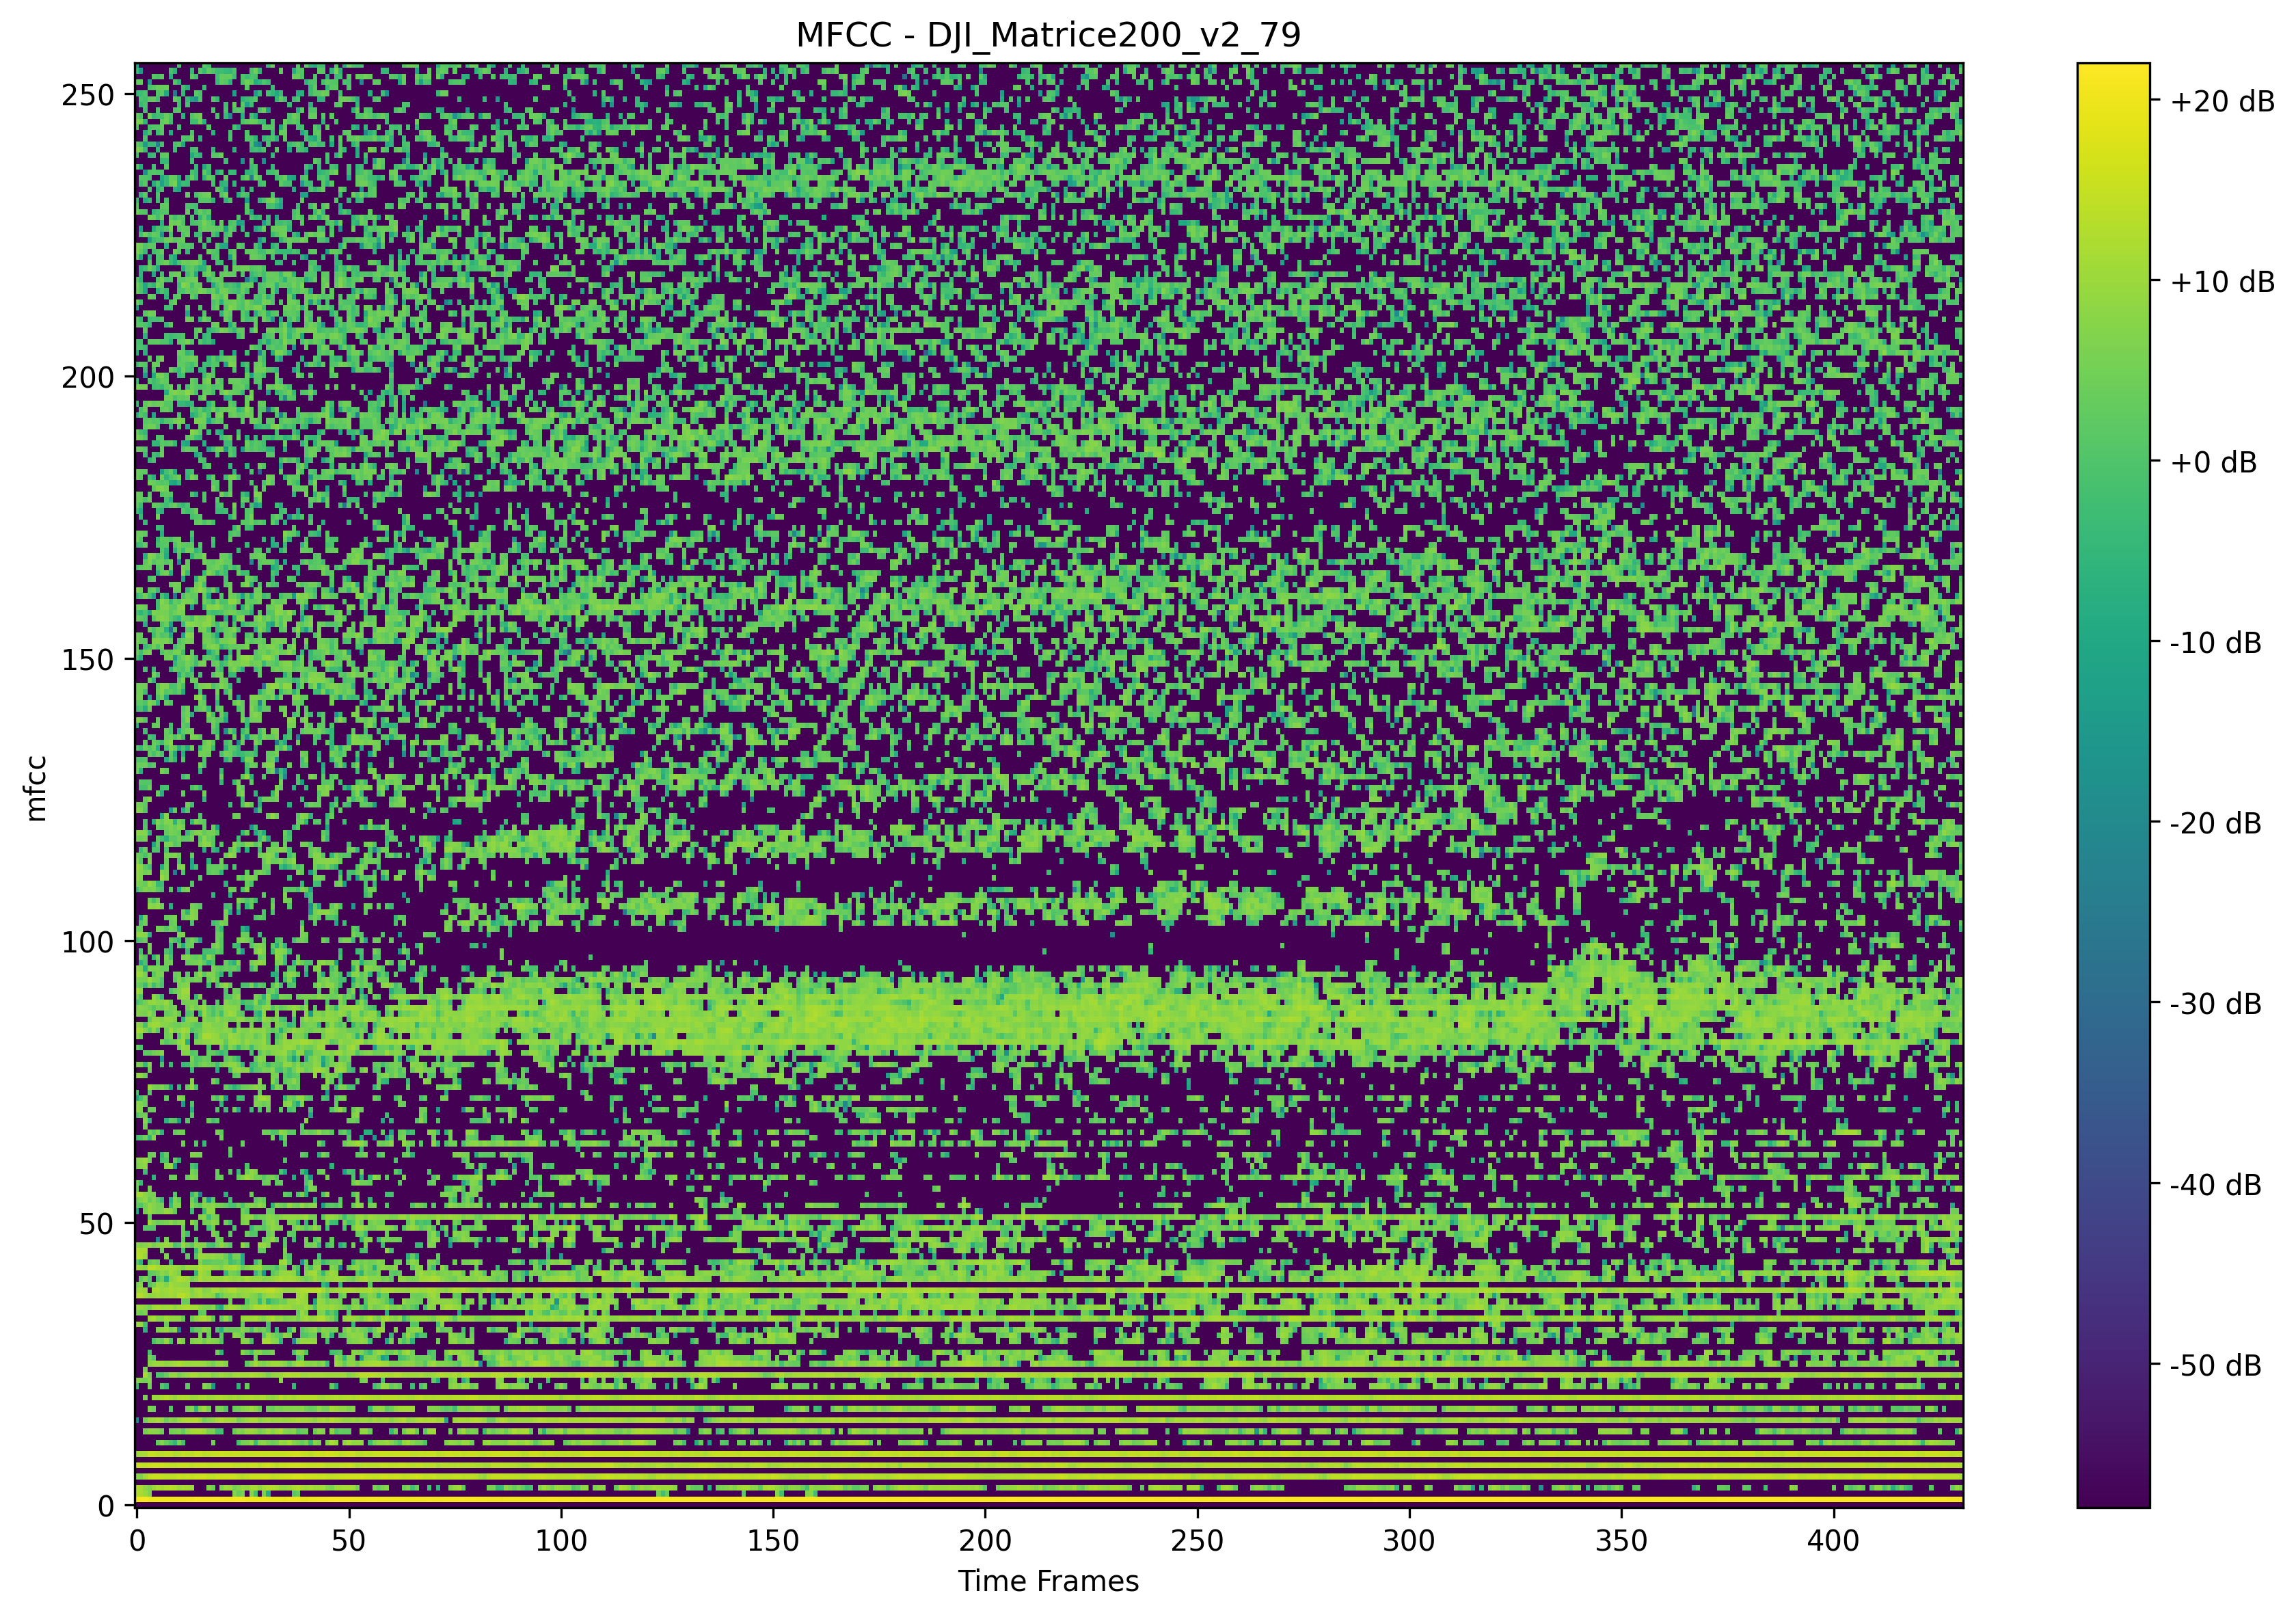 MFCC - DJI_Matrice200_v2_79
250
200
150
100
50
0
mfcc
0 50 100 150 200 250 300 350 400
Time Frames
+20 dB
+10 dB
+0 dB
-10 dB
-20 dB
-30 dB
-40 dB
-50 dB